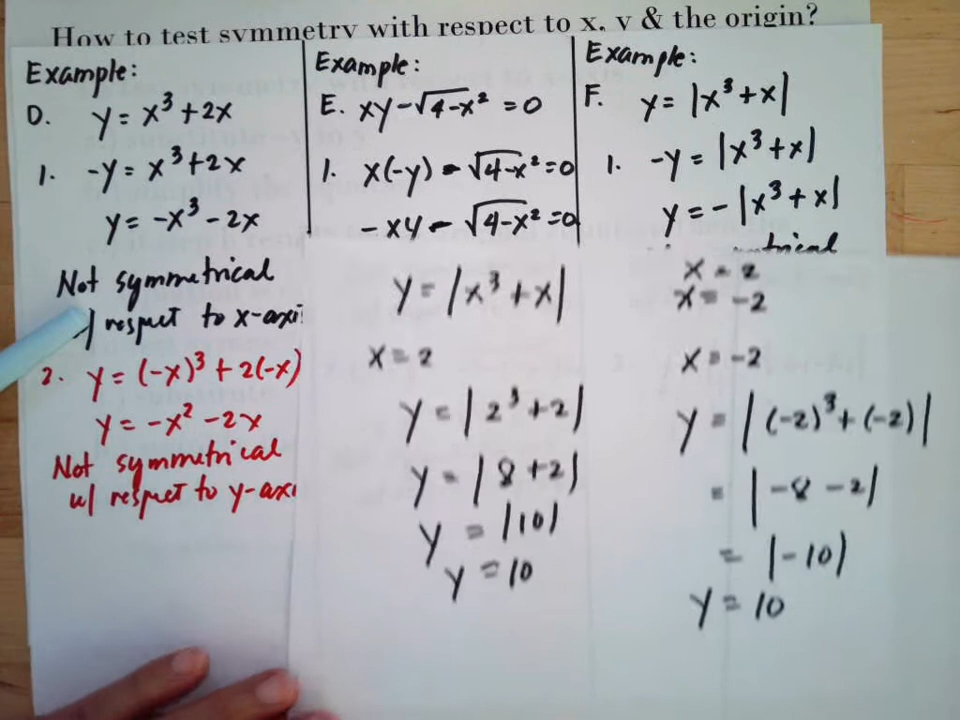 How to test symmetry with respect to x, y & the origin?
Example:
D. y = x³ + 2x
1. -y = x³ + 2x
y = -x³ - 2x
Not symmetrical
w/ respect to x-axi
2. y = (-x)³ + 2(-x)
y = -x² - 2x
Not symmetrical
w/ respect to y-axi
Example:
E. xy - √4-x² = 0
1. x(-y) - √4-x² = 0
- xy - √4-x² = 0
Example:
F. y = |x³ + x|
1. -y = |x³ + x|
y = - |x³ + x|
y = |x³ + x|
x = 2
y = |2³ + 2|
y = |8 + 2|
y = |10|
y = 10
x = 2
x = -2
x = -2
y = |(-2)³ + (-2)|
= |-8 - 2|
= |-10|
y = 10